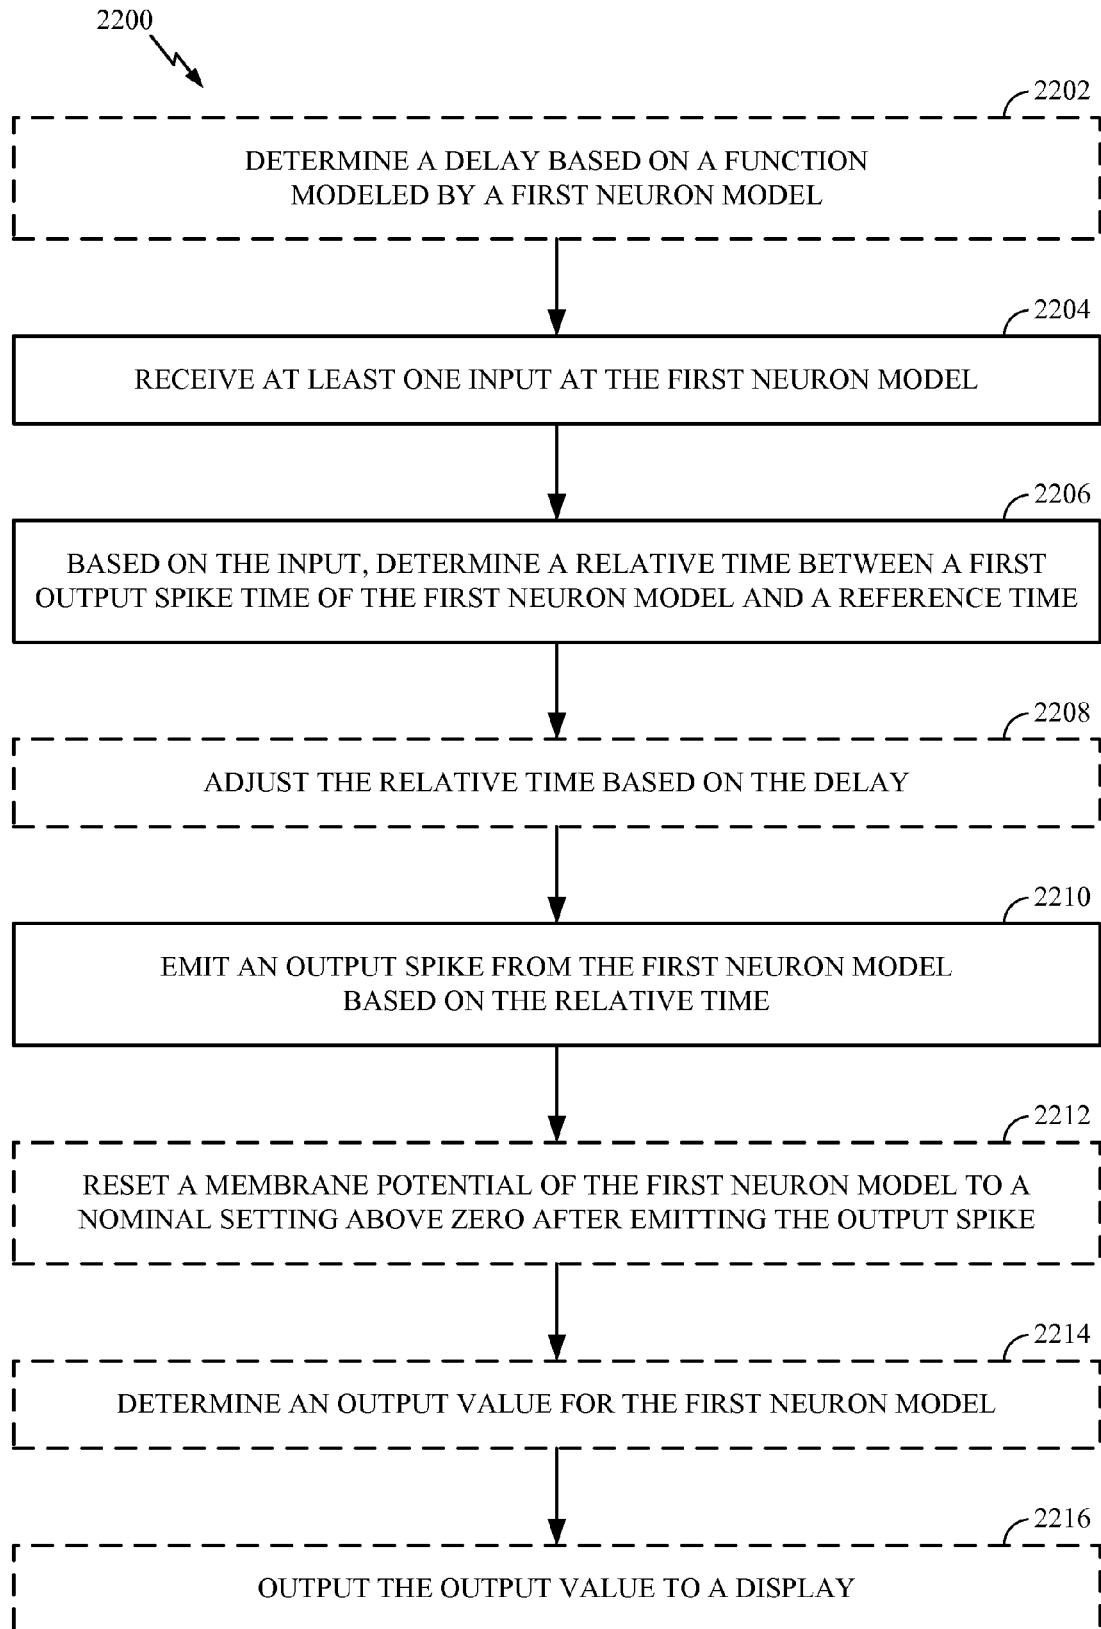 2200
2202
DETERMINE A DELAY BASED ON A FUNCTION
MODELED BY A FIRST NEURON MODEL
2204
RECEIVE AT LEAST ONE INPUT AT THE FIRST NEURON MODEL
2206
BASED ON THE INPUT, DETERMINE A RELATIVE TIME BETWEEN A FIRST
OUTPUT SPIKE TIME OF THE FIRST NEURON MODEL AND A REFERENCE TIME
2208
ADJUST THE RELATIVE TIME BASED ON THE DELAY
2210
EMIT AN OUTPUT SPIKE FROM THE FIRST NEURON MODEL
BASED ON THE RELATIVE TIME
2212
RESET A MEMBRANE POTENTIAL OF THE FIRST NEURON MODEL TO A
NOMINAL SETTING ABOVE ZERO AFTER EMITTING THE OUTPUT SPIKE
2214
DETERMINE AN OUTPUT VALUE FOR THE FIRST NEURON MODEL
2216
OUTPUT THE OUTPUT VALUE TO A DISPLAY